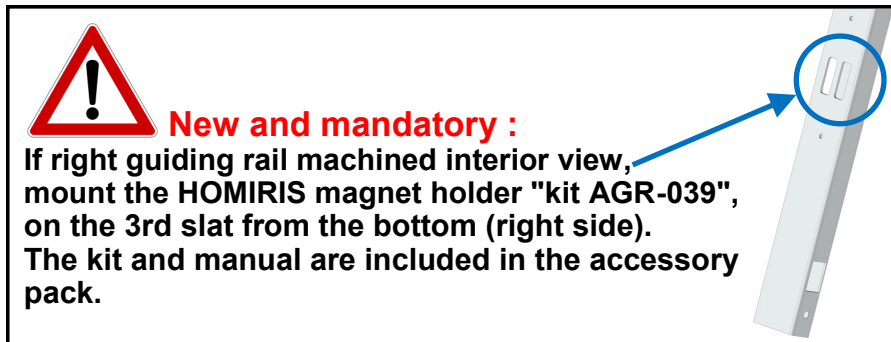 New and mandatory :
If right guiding rail machined interior view,
mount the HOMIRIS magnet holder "kit AGR-039",
on the 3rd slat from the bottom (right side).
The kit and manual are included in the accessory
pack.